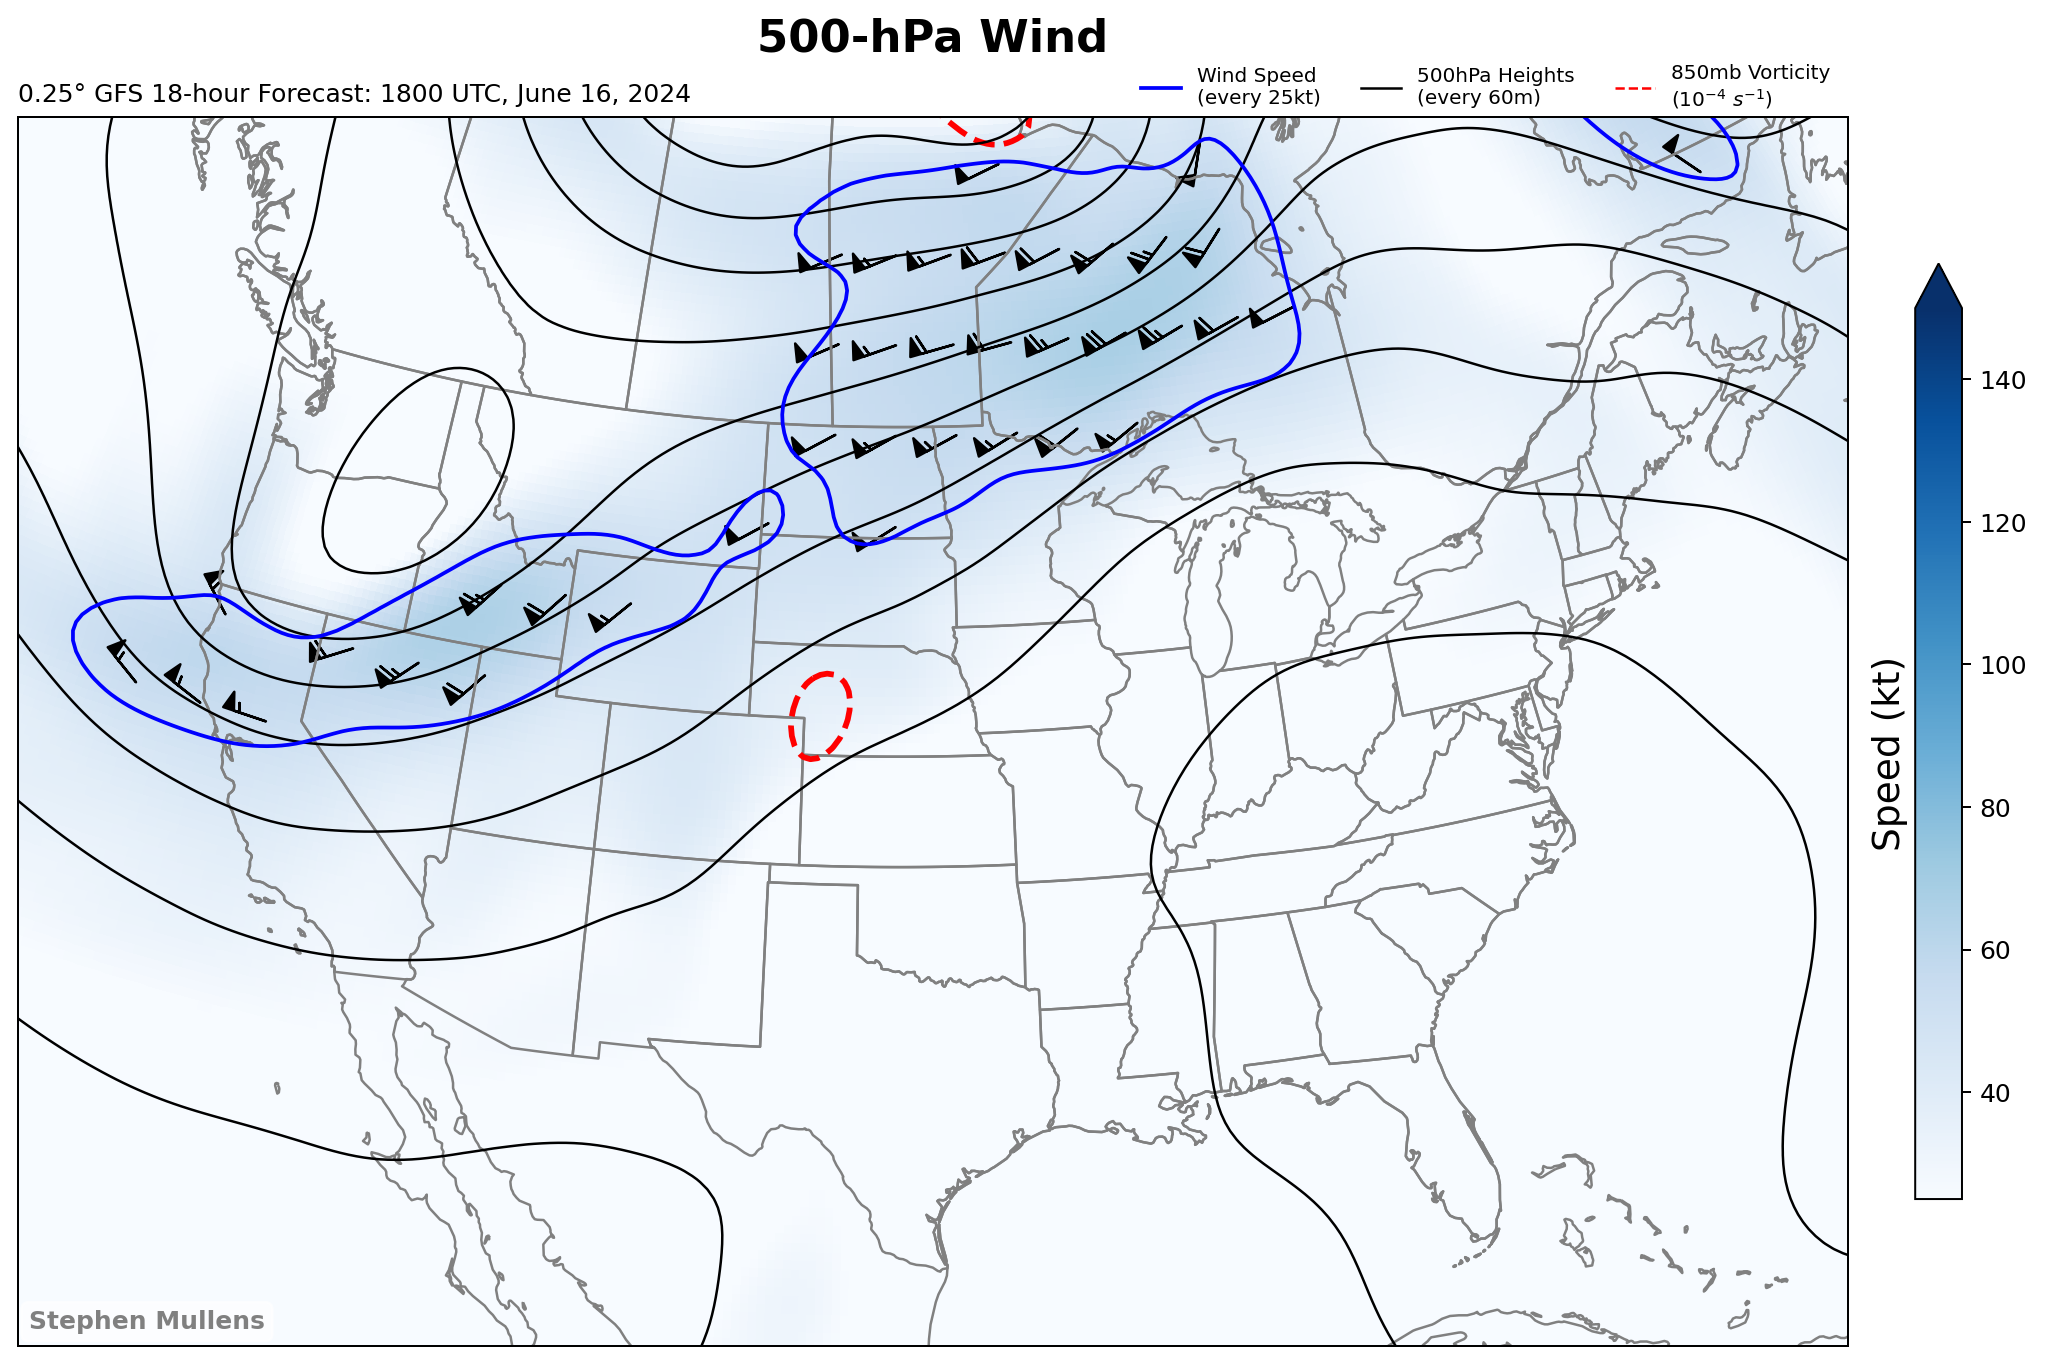 500-hPa Wind
0.25° GFS 18-hour Forecast: 1800 UTC, June 16, 2024
Wind Speed
(every 25kt)
500hPa Heights
(every 60m)
850mb Vorticity
(10⁻⁴ s⁻¹)
140
120
100
80
60
40
Speed (kt)
Stephen Mullens